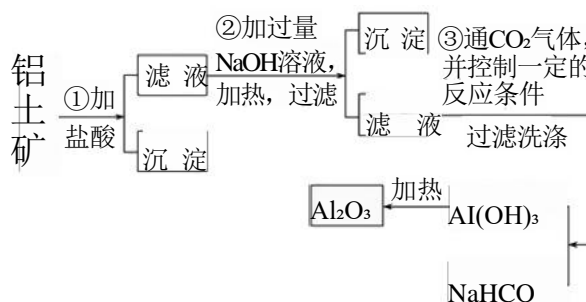 铝土矿
①加
盐酸
滤 液
沉 淀
②加过量
NaOH溶液,
加热，过滤
沉 淀
滤 液
③通CO₂气体,
并控制一定的
反应条件
过滤洗涤
Al₂O₃
加热
AI(OH)₃
NaHCO